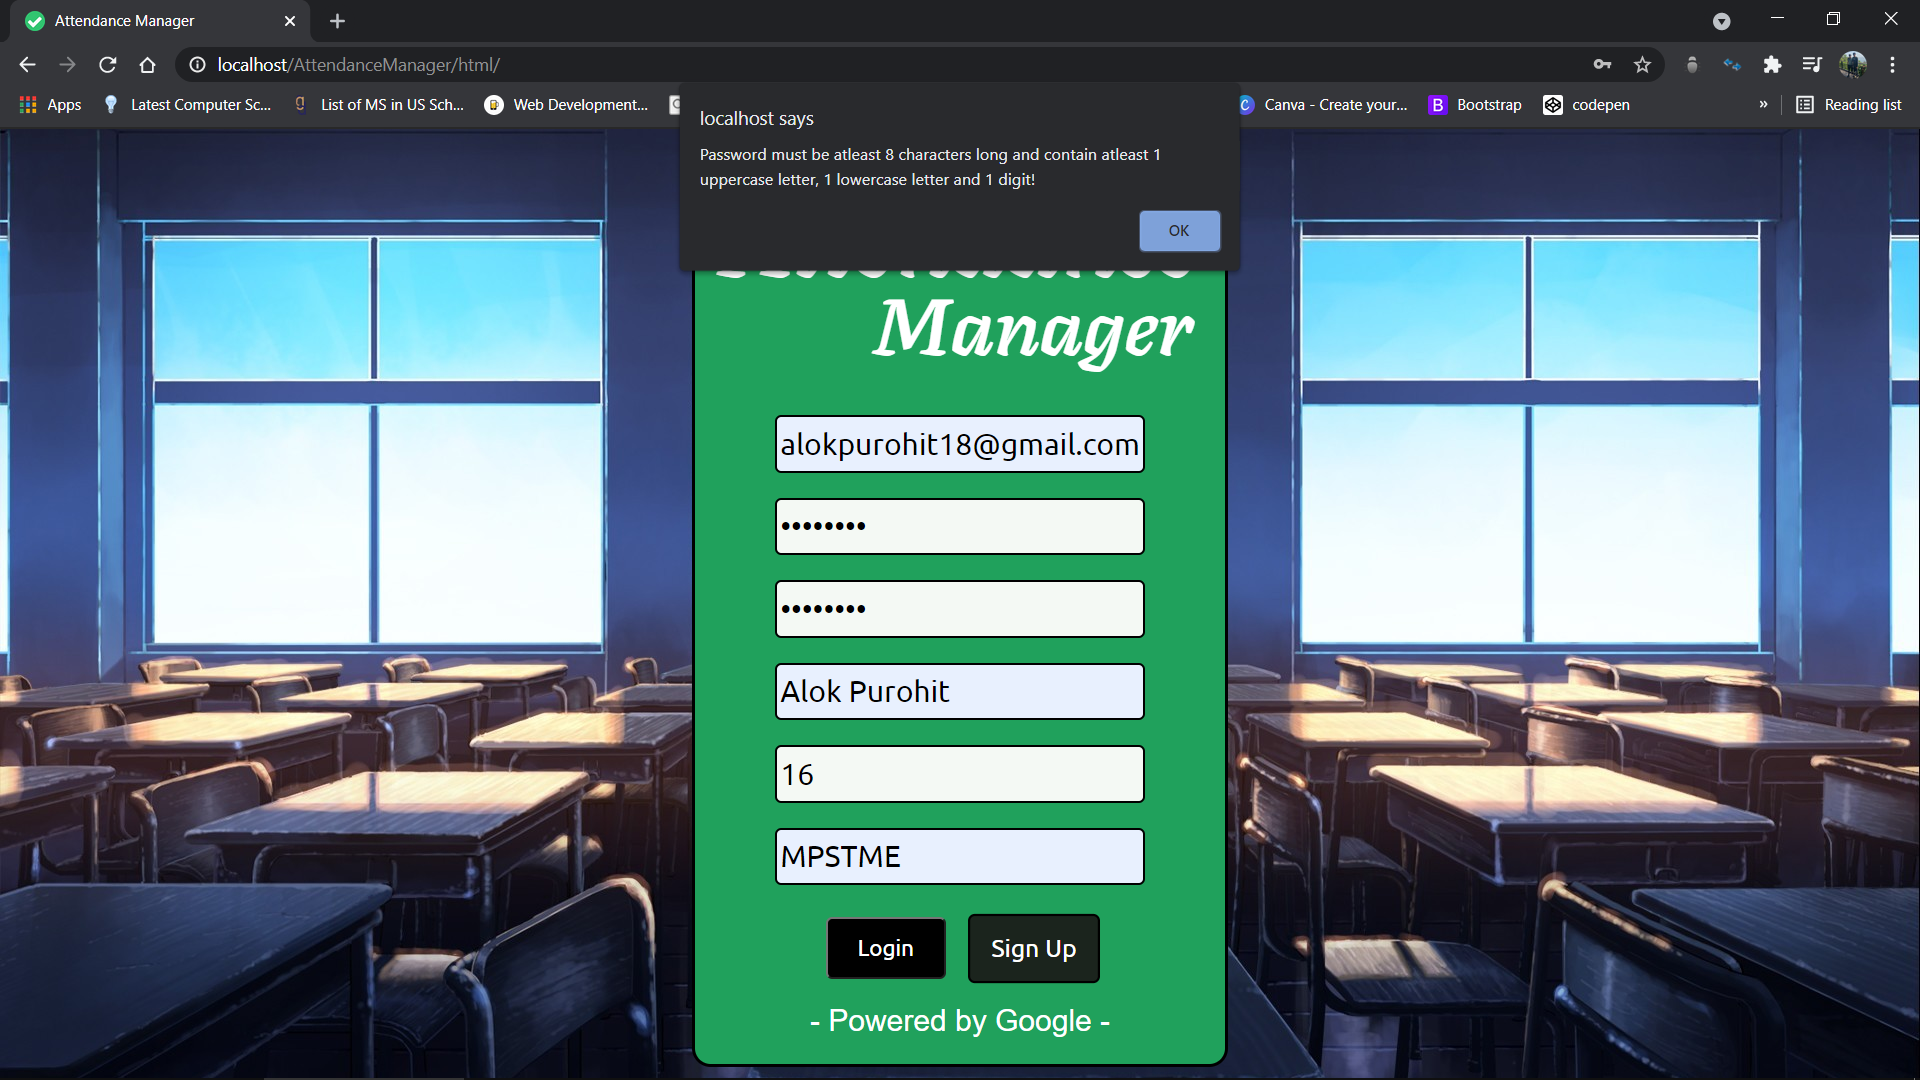 Attendance Manager
localhost/AttendanceManager/html/
Apps
Latest Computer Sc...
List of MS in US Sch...
Web Development...
Canva - Create your...
Bootstrap
codepen
»
Reading list
localhost says
Password must be atleast 8 characters long and contain atleast 1
uppercase letter, 1 lowercase letter and 1 digit!
OK
Manager
alokpurohit18@gmail.com
••••••••
••••••••
Alok Purohit
16
MPSTME
Login
Sign Up
- Powered by Google -